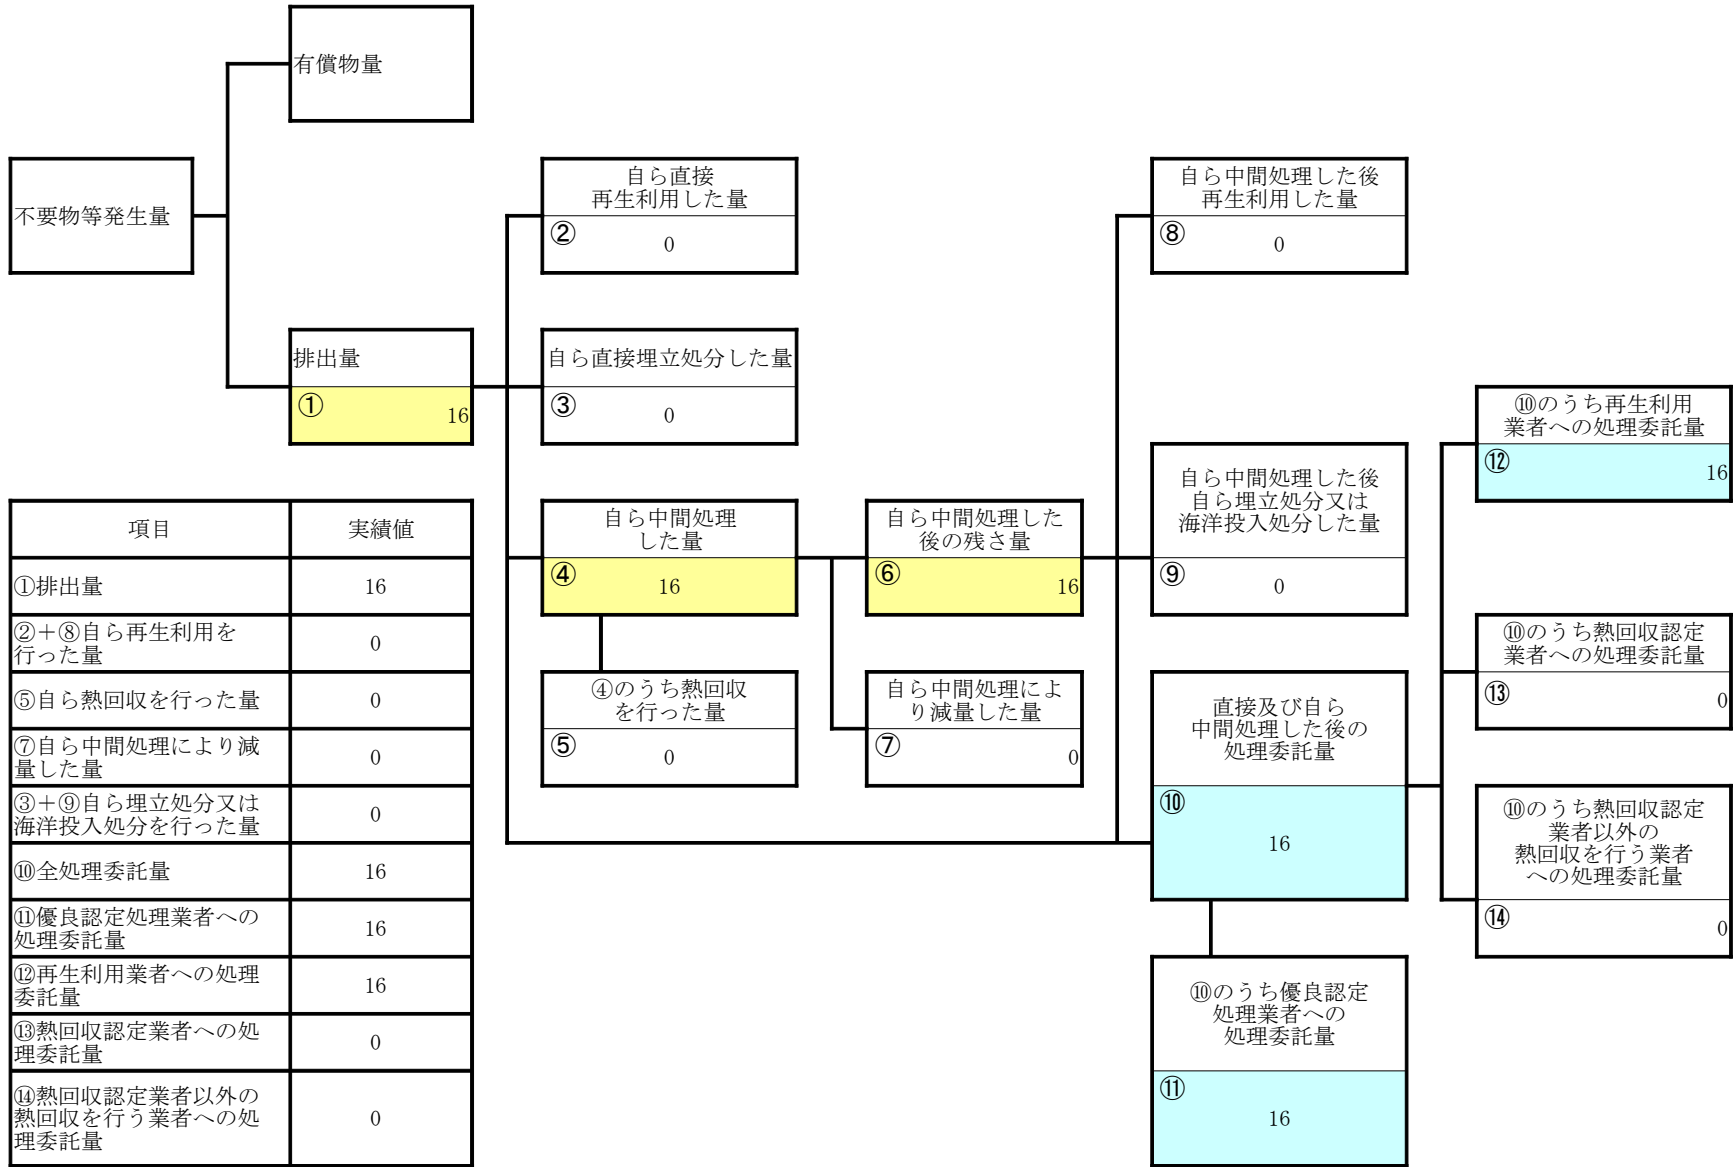 有償物量
不要物等発生量
排出量
①
16
自ら直接
再生利用した量
②
0
自ら直接埋立処分した量
③
0
自ら中間処理
した量
④
16
④のうち熱回収
を行った量
⑤
0
自ら中間処理した
後の残さ量
⑥
16
自ら中間処理によ
り減量した量
⑦
0
自ら中間処理した後
再生利用した量
⑧
0
自ら中間処理した後
自ら埋立処分又は
海洋投入処分した量
⑨
0
直接及び自ら
中間処理した後の
処理委託量
⑩
16
⑩のうち優良認定
処理業者への
処理委託量
⑪
16
⑩のうち再生利用
業者への処理委託量
⑫
16
⑩のうち熱回収認定
業者への処理委託量
⑬
0
⑩のうち熱回収認定
業者以外の
熱回収を行う業者
への処理委託量
⑭
0
項目 実績値
①排出量 16
②＋⑧自ら再生利用を
行った量 0
⑤自ら熱回収を行った量 0
⑦自ら中間処理により減
量した量 0
③＋⑨自ら埋立処分又は
海洋投入処分を行った量 0
⑩全処理委託量 16
⑪優良認定処理業者への
処理委託量 16
⑫再生利用業者への処理
委託量 16
⑬熱回収認定業者への処
理委託量 0
⑭熱回収認定業者以外の
熱回収を行う業者への処
理委託量 0